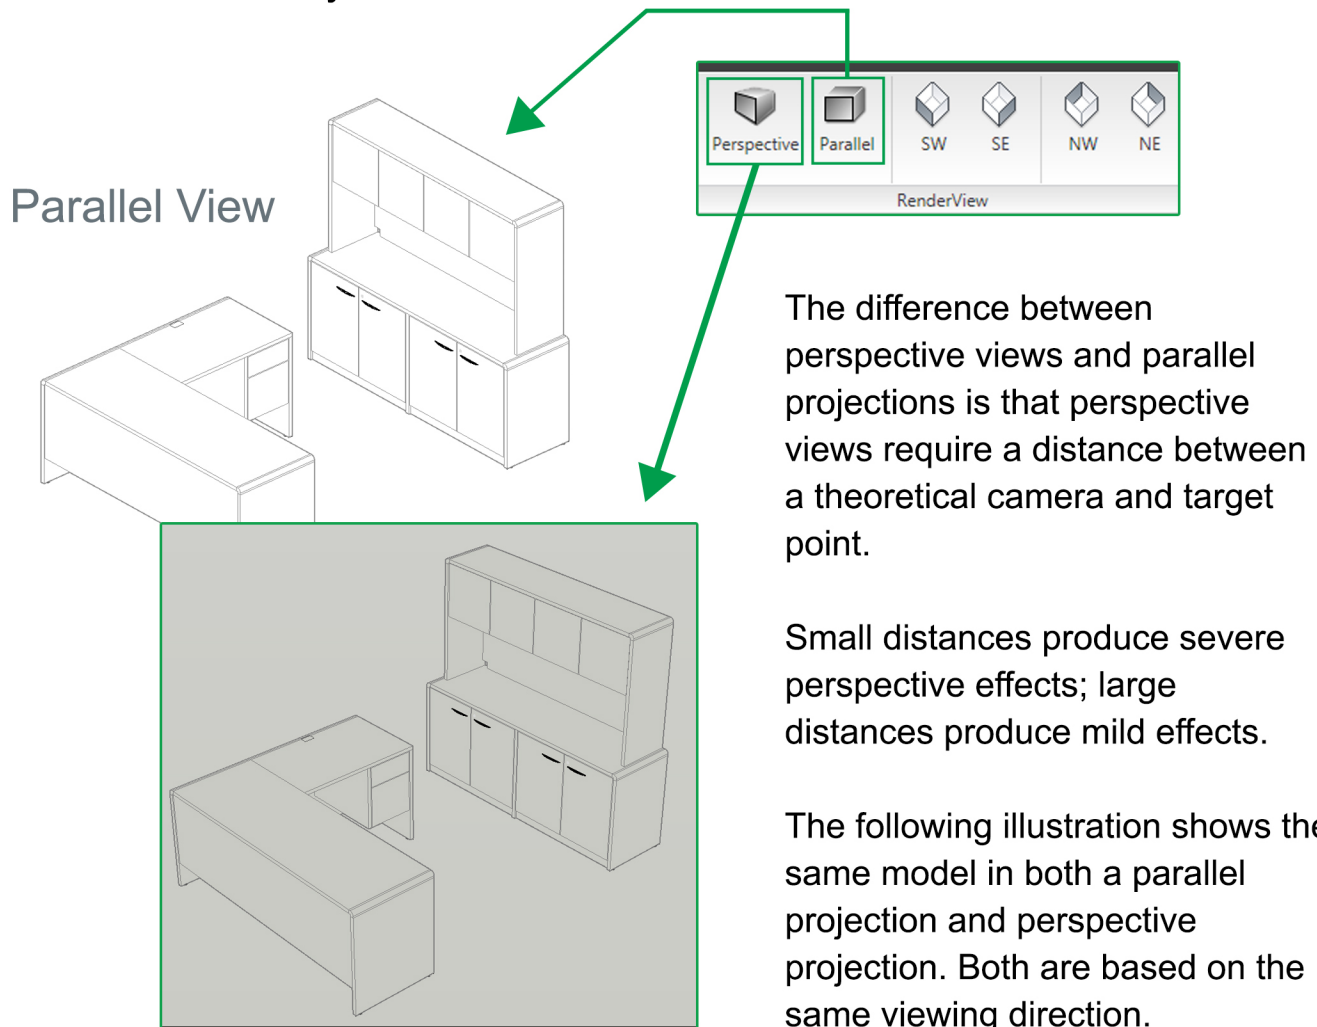 Perspective
Parallel
SW
SE
NW
NE
RenderView
Parallel View
The difference between
perspective views and parallel
projections is that perspective
views require a distance between
a theoretical camera and target
point.
Small distances produce severe
perspective effects; large
distances produce mild effects.
The following illustration shows the
same model in both a parallel
projection and perspective
projection. Both are based on the
same viewing direction.